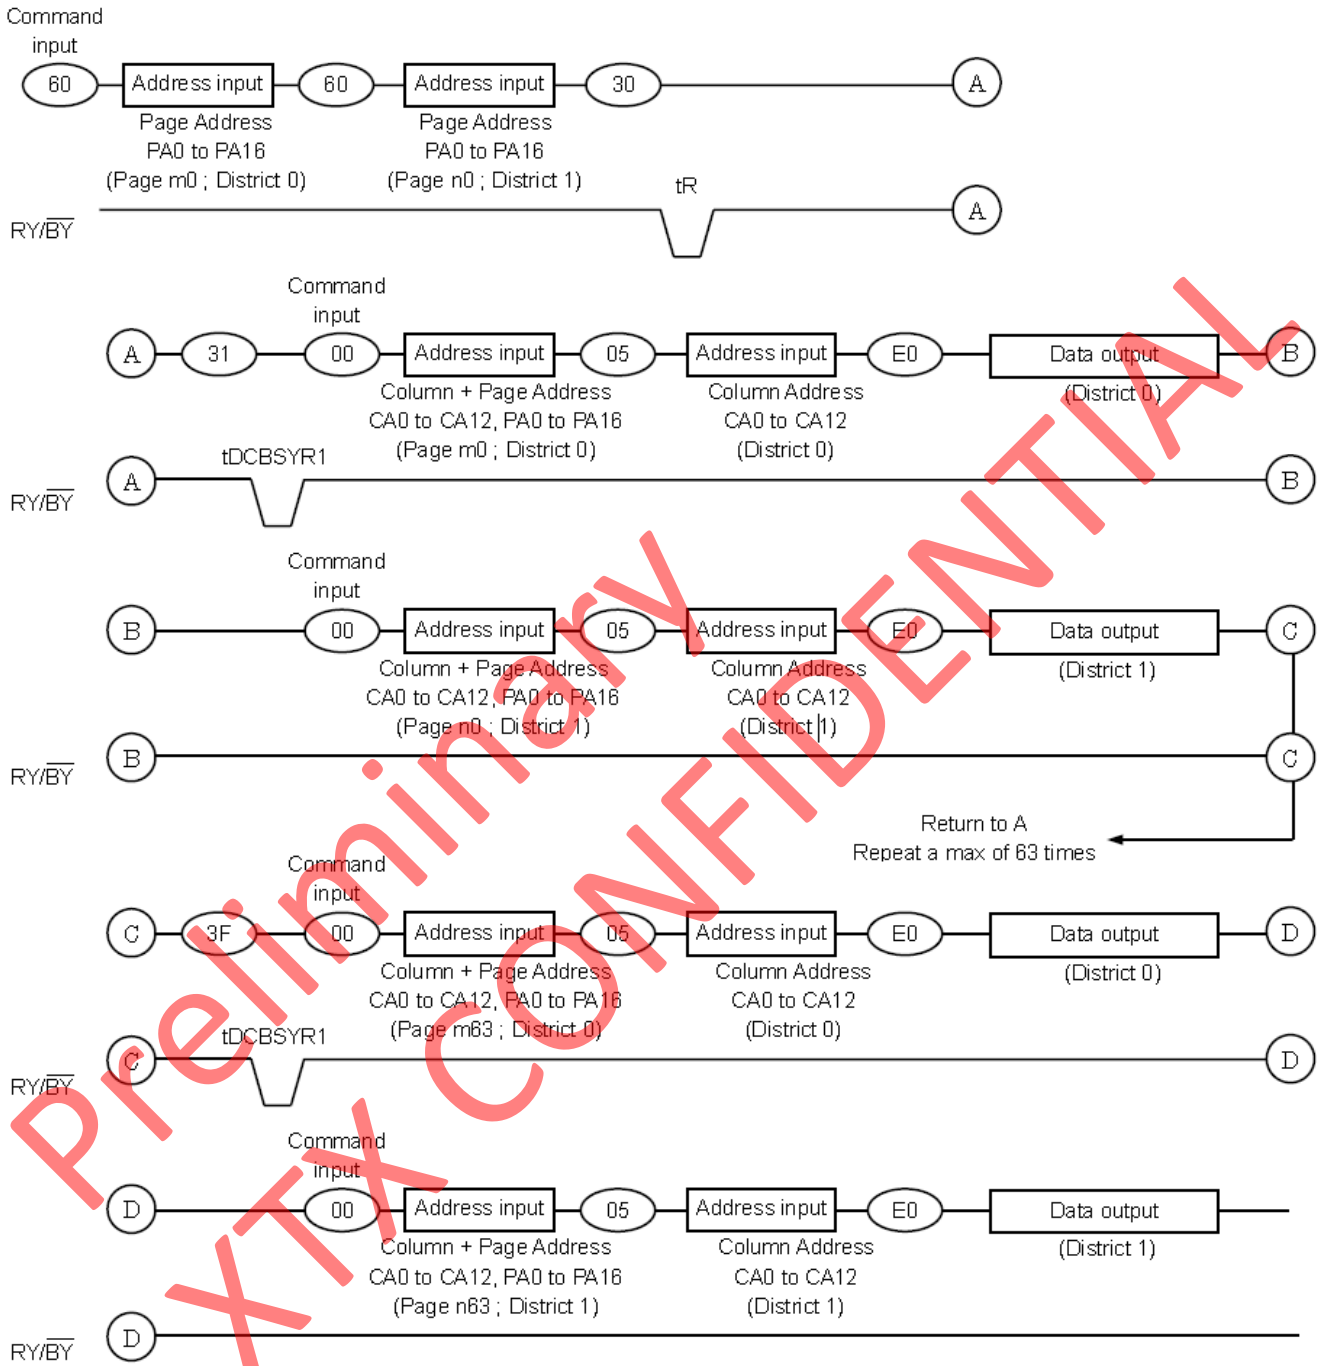 Command
input
60 Address input 60 Address input 30 A
Page Address Page Address
PA0 to PA16 PA0 to PA16
(Page m0 ; District 0) (Page n0 ; District 1)
tR
RY/BY A
Command
input
A 31 00 Address input 05 Address input E0 Data output B
Column + Page Address Column Address (District 0)
CA0 to CA12, PA0 to PA16 CA0 to CA12
(Page m0 ; District 0) (District 0)
tDCBSYR1
RY/BY A B
Command
input
B 00 Address input 05 Address input E0 Data output C
Column + Page Address Column Address (District 1)
CA0 to CA12, PA0 to PA16 CA0 to CA12
(Page n0 ; District 1) (District 1)
RY/BY B C
Return to A
Repeat a max of 63 times
Command
input
C 3F 00 Address input 05 Address input E0 Data output D
Column + Page Address Column Address (District 0)
CA0 to CA12, PA0 to PA16 CA0 to CA12
(Page m63 ; District 0) (District 0)
tDCBSYR1
RY/BY C D
Command
input
D 00 Address input 05 Address input E0 Data output
Column + Page Address Column Address (District 1)
CA0 to CA12, PA0 to PA16 CA0 to CA12
(Page n63 ; District 1) (District 1)
RY/BY D
Preliminary
XTX CONFIDENTIAL